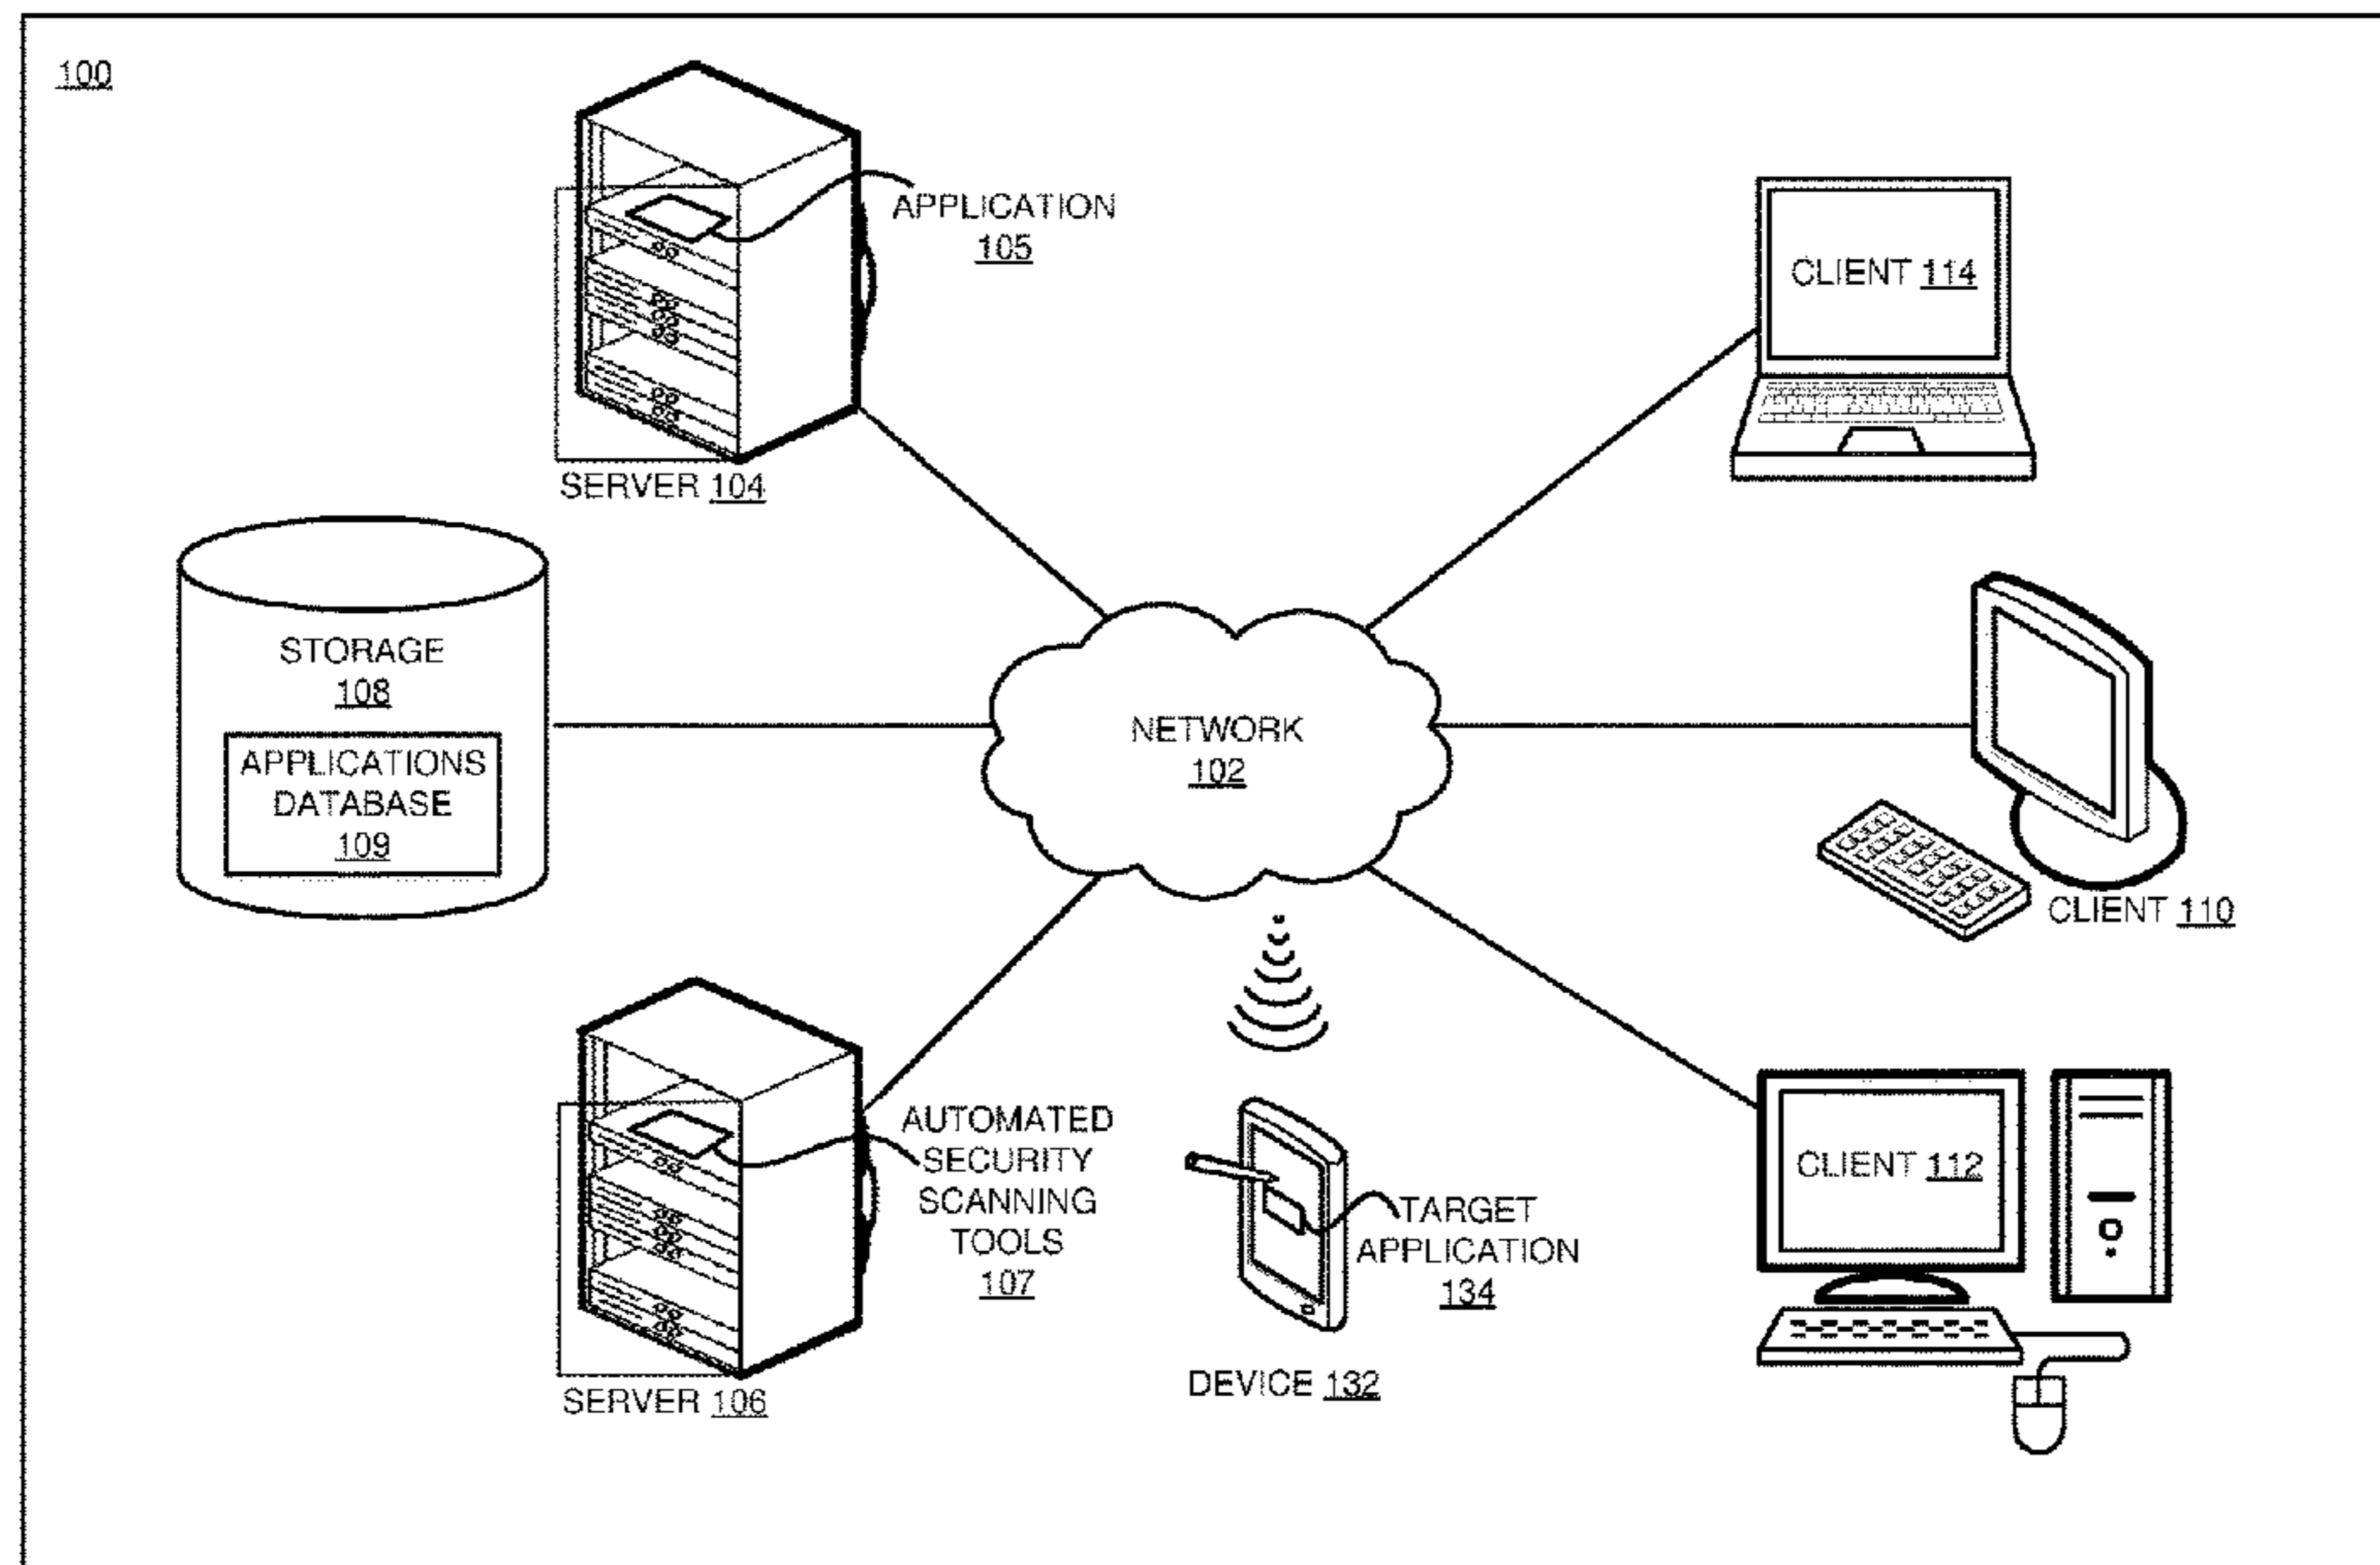 100
APPLICATION
105
SERVER 104
CLIENT 114
STORAGE
108
APPLICATIONS
DATABASE
109
NETWORK
102
CLIENT 110
AUTOMATED
SECURITY
SCANNING
TOOLS
107
SERVER 106
TARGET
APPLICATION
134
DEVICE 132
CLIENT 112